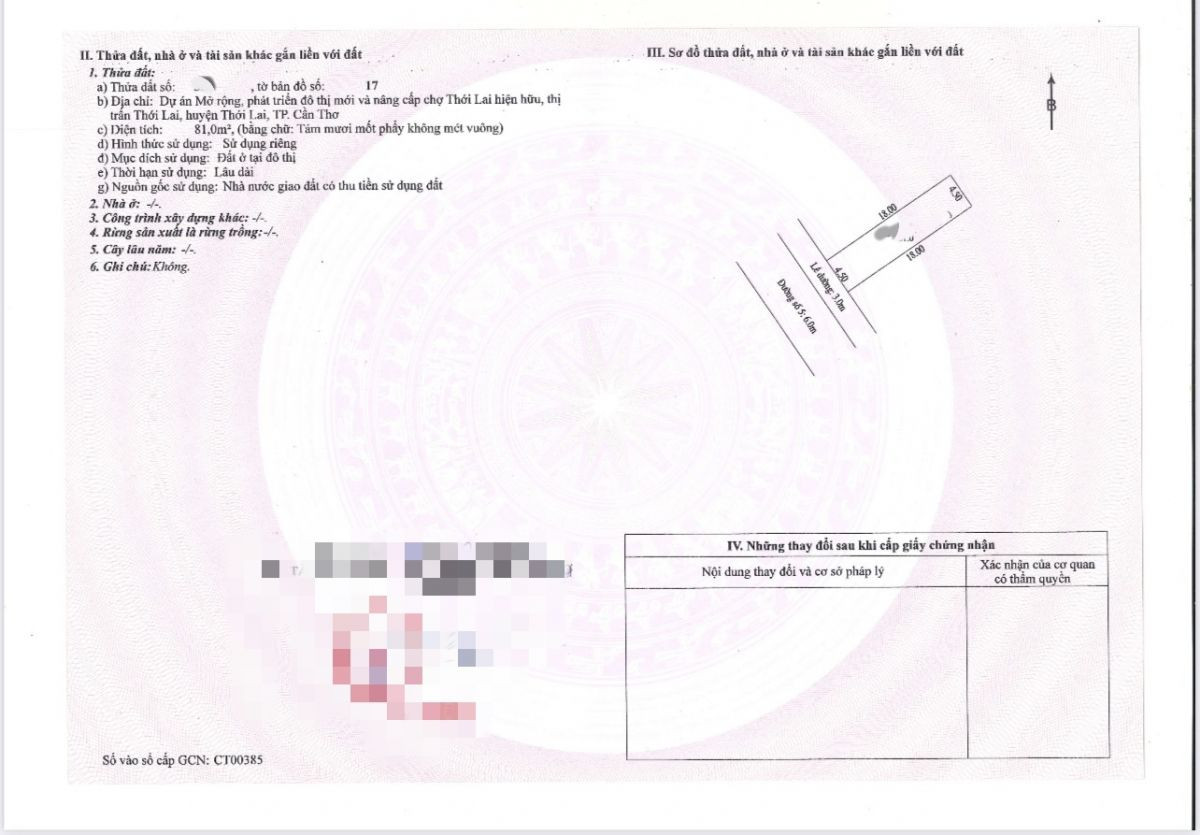 II. Thửa đất, nhà ở và tài sản khác gắn liền với đất
1. Thửa đất:
a) Thửa đất số: , tờ bản đồ số: 17
b) Địa chỉ: Dự án Mở rộng, phát triển đô thị mới và nâng cấp chợ Thới Lai hiện hữu, thị
trấn Thới Lai, huyện Thới Lai, TP. Cần Thơ
c) Diện tích: 81,0m², (bằng chữ: Tám mươi mốt phẩy không mét vuông)
d) Hình thức sử dụng: Sử dụng riêng
đ) Mục đích sử dụng: Đất ở tại đô thị
e) Thời hạn sử dụng: Lâu dài
g) Nguồn gốc sử dụng: Nhà nước giao đất có thu tiền sử dụng đất
2. Nhà ở: -/-.
3. Công trình xây dựng khác: -/-.
4. Rừng sản xuất là rừng trồng:-/-.
5. Cây lâu năm: -/-.
6. Ghi chú: Không.
Số vào sổ cấp GCN: CT00385
III. Sơ đồ thửa đất, nhà ở và tài sản khác gắn liền với đất
B
18.00
4.50
18.00
4.50
Lề đường: 3.0m
Đường số 5: 6.0m
IV. Những thay đổi sau khi cấp giấy chứng nhận
Nội dung thay đổi và cơ sở pháp lý
Xác nhận của cơ quan
có thẩm quyền